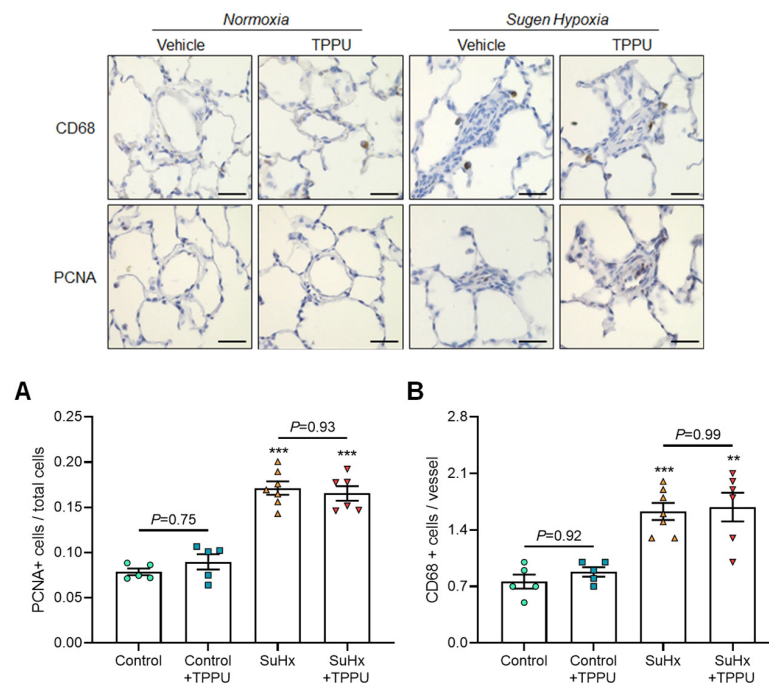 Normoxia
Sugen Hypoxia
Vehicle
TPPU
Vehicle
TPPU
CD68
PCNA
A
PCNA+ cells / total cells
0.25
0.20
0.15
0.10
0.05
0.00
P=0.75
P=0.93
***
***
Control
Control
+TPPU
SuHx
SuHx
+TPPU
B
CD68 + cells / vessel
2.8
2.1
1.4
0.7
0.0
P=0.92
P=0.99
***
**
Control
Control
+TPPU
SuHx
SuHx
+TPPU